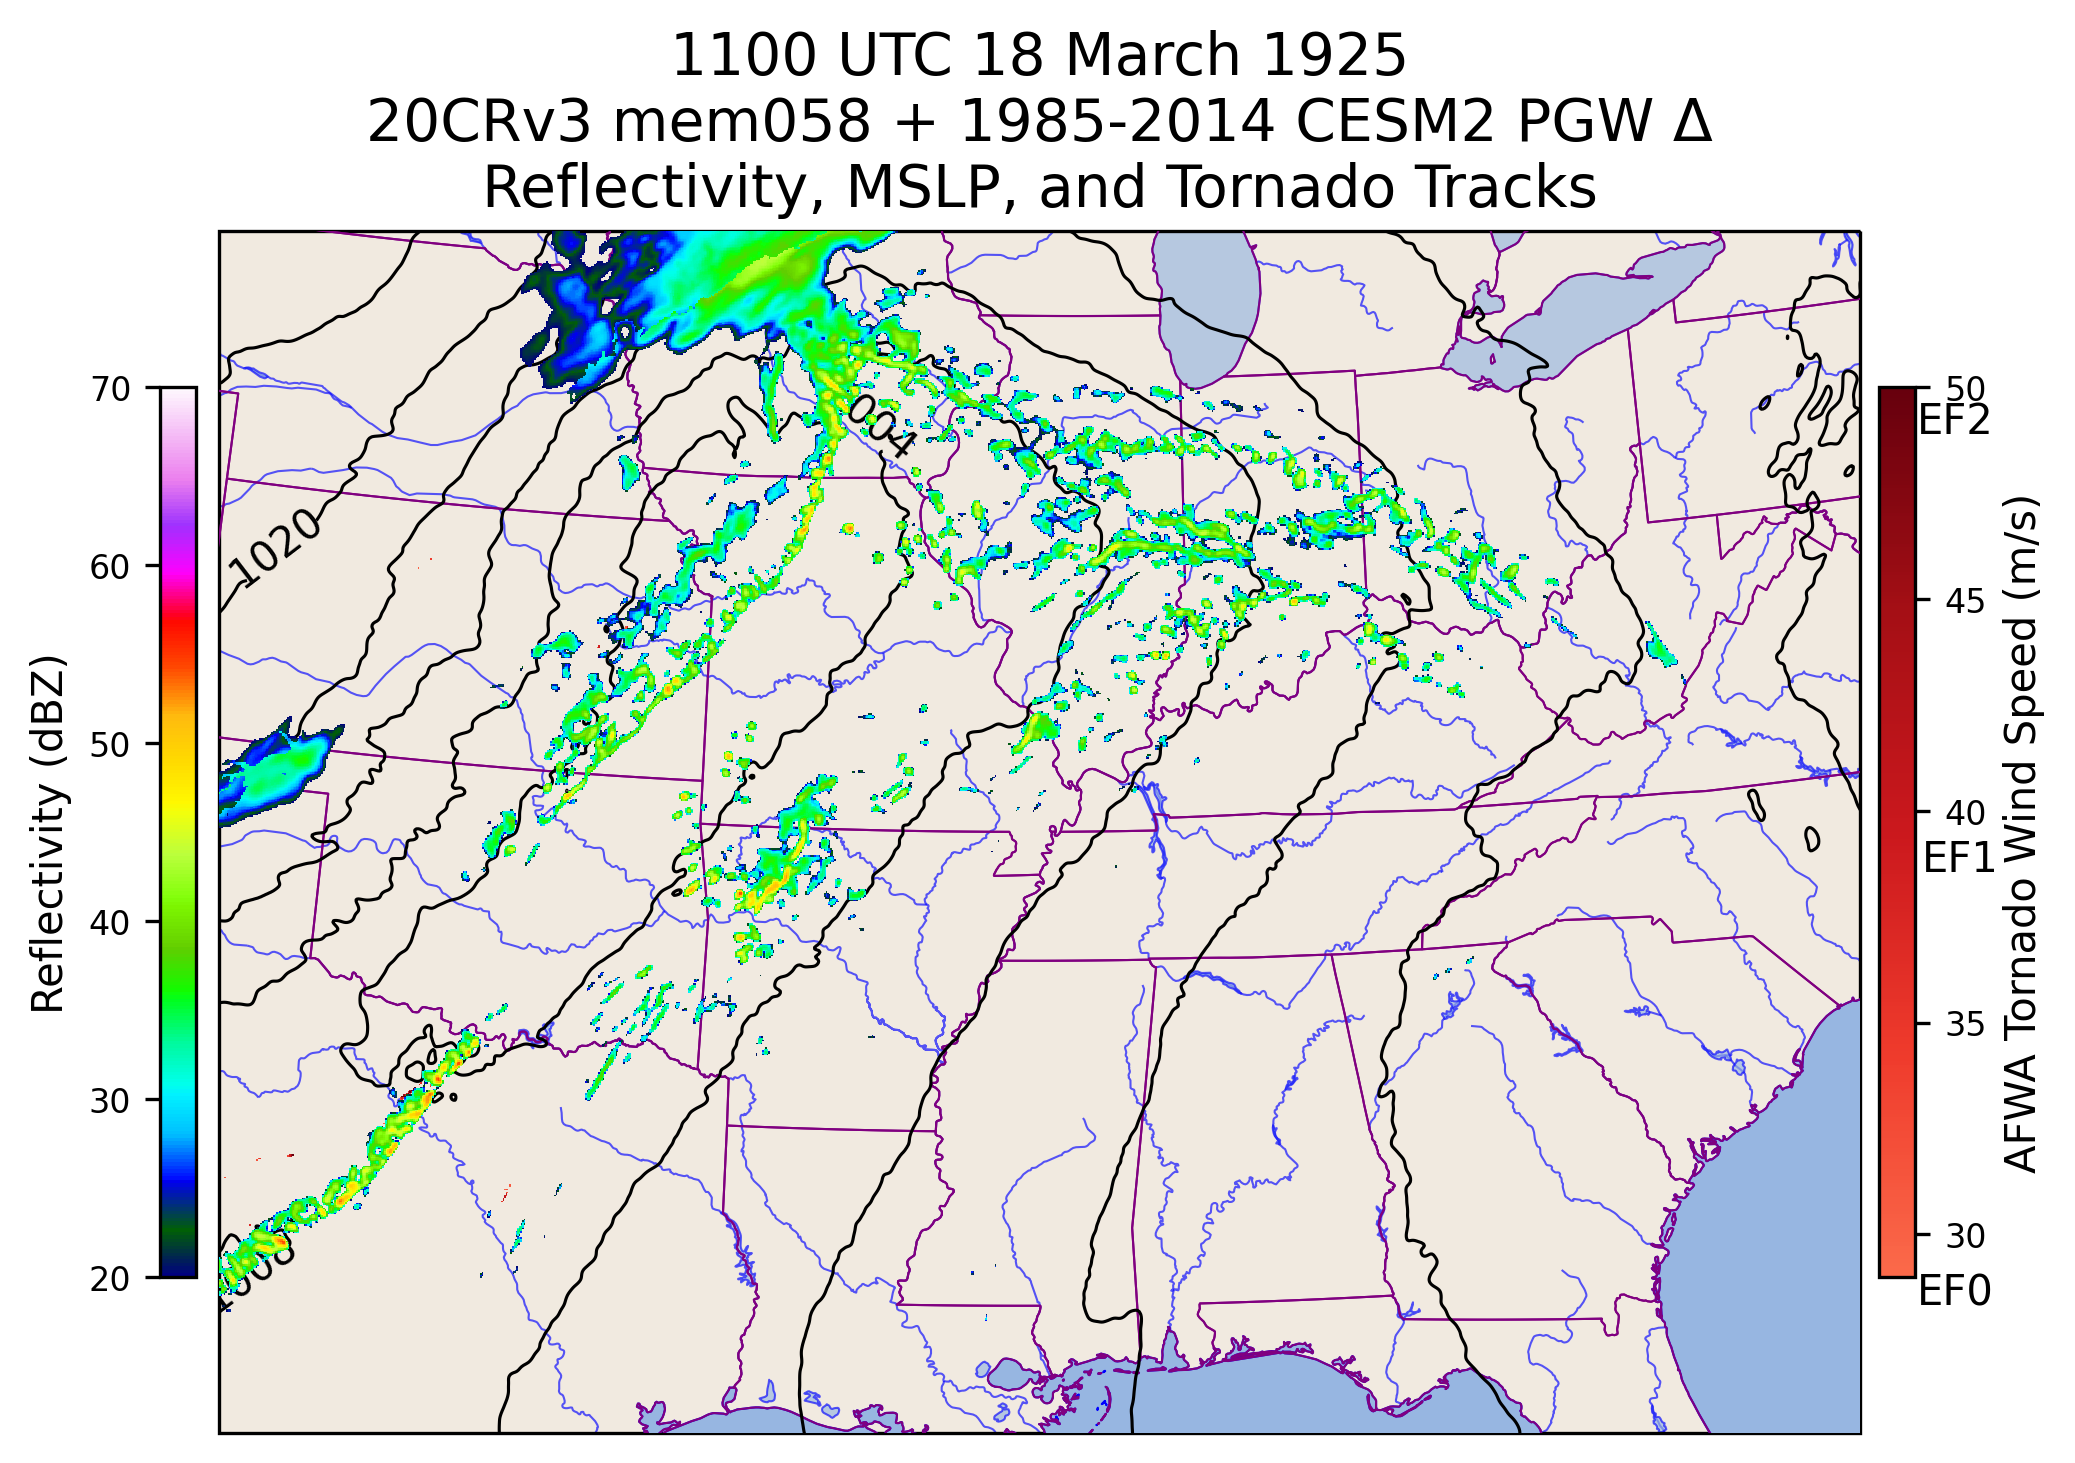 1100 UTC 18 March 1925
20CRv3 mem058 + 1985-2014 CESM2 PGW Δ
Reflectivity, MSLP, and Tornado Tracks
70
60
50
40
30
20
Reflectivity (dBZ)
1020
004
1008
50
EF2
45
40
EF1
35
30
EF0
AFWA Tornado Wind Speed (m/s)